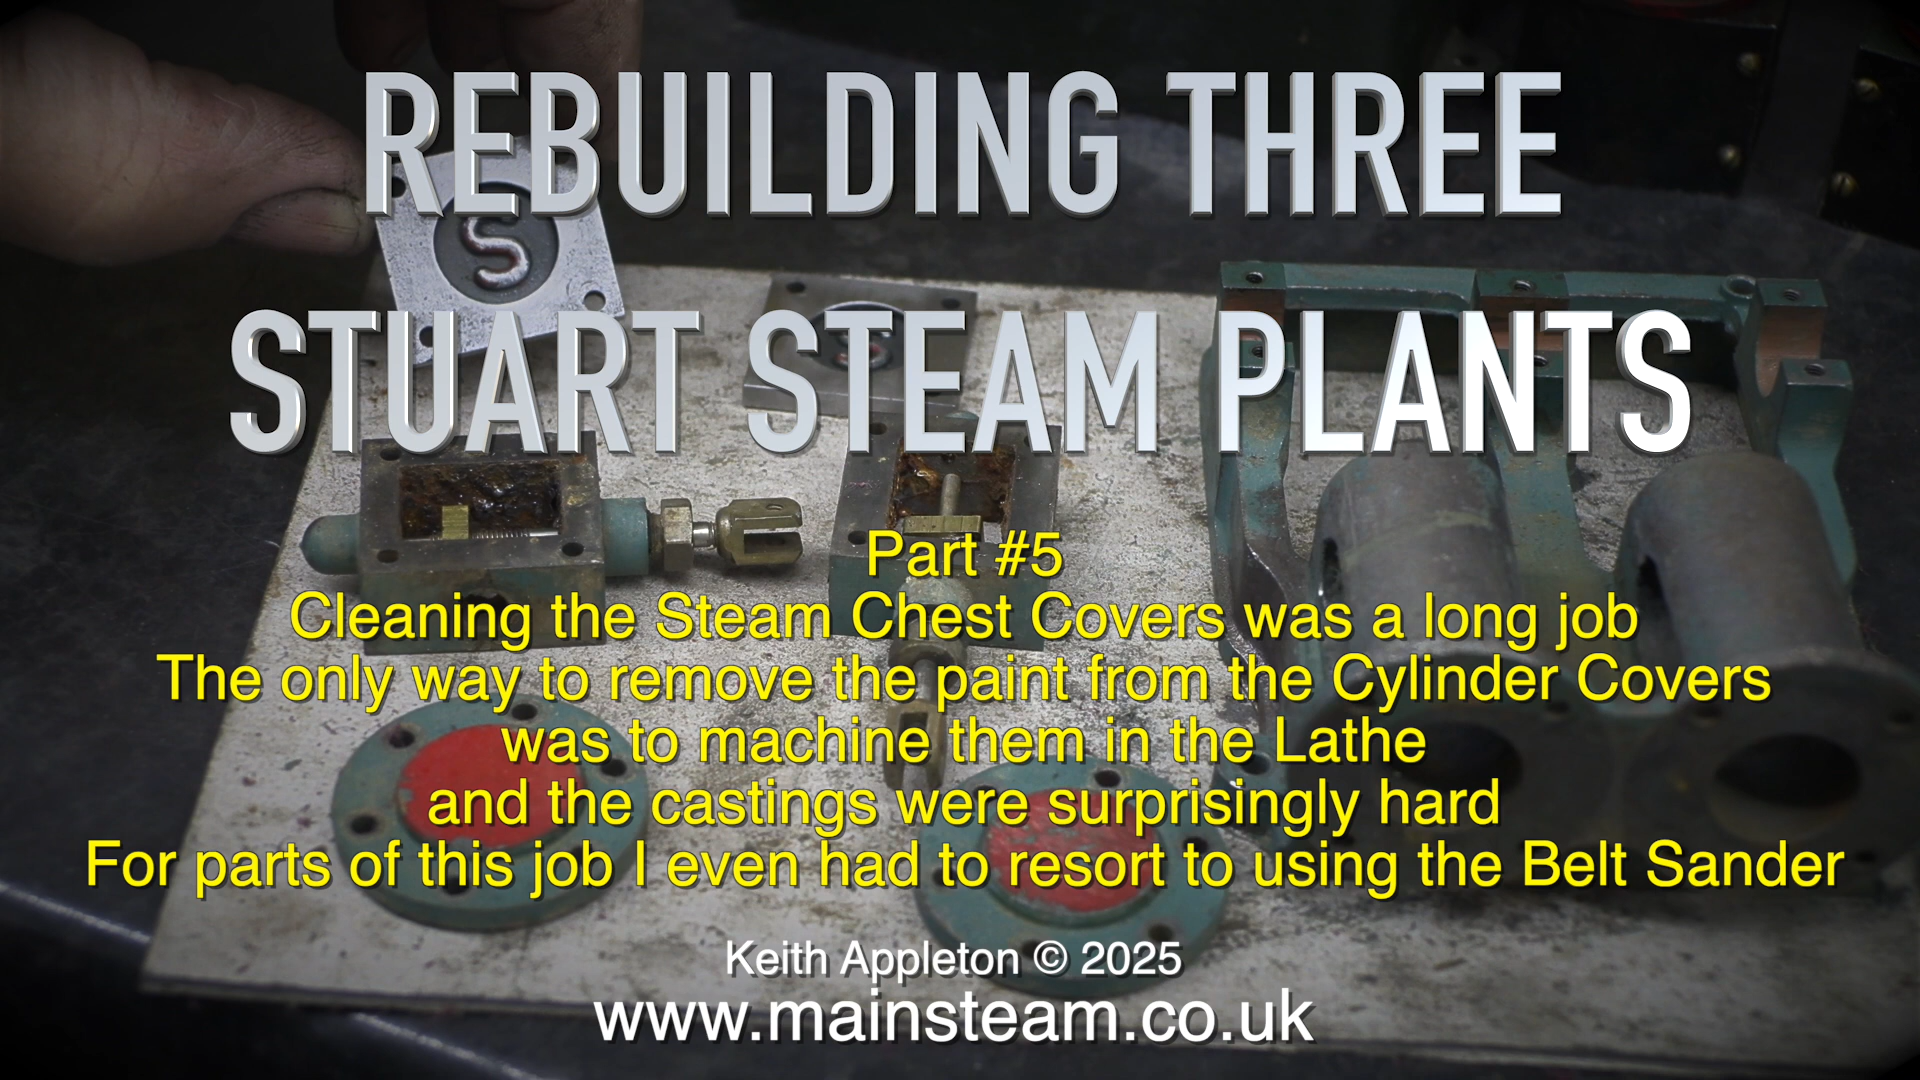 REBUILDING THREE
STUART STEAM PLANTS
S
S
Part #5
Cleaning the Steam Chest Covers was a long job
The only way to remove the paint from the Cylinder Covers
was to machine them in the Lathe
and the castings were surprisingly hard
For parts of this job I even had to resort to using the Belt Sander
Keith Appleton © 2025
www.mainsteam.co.uk